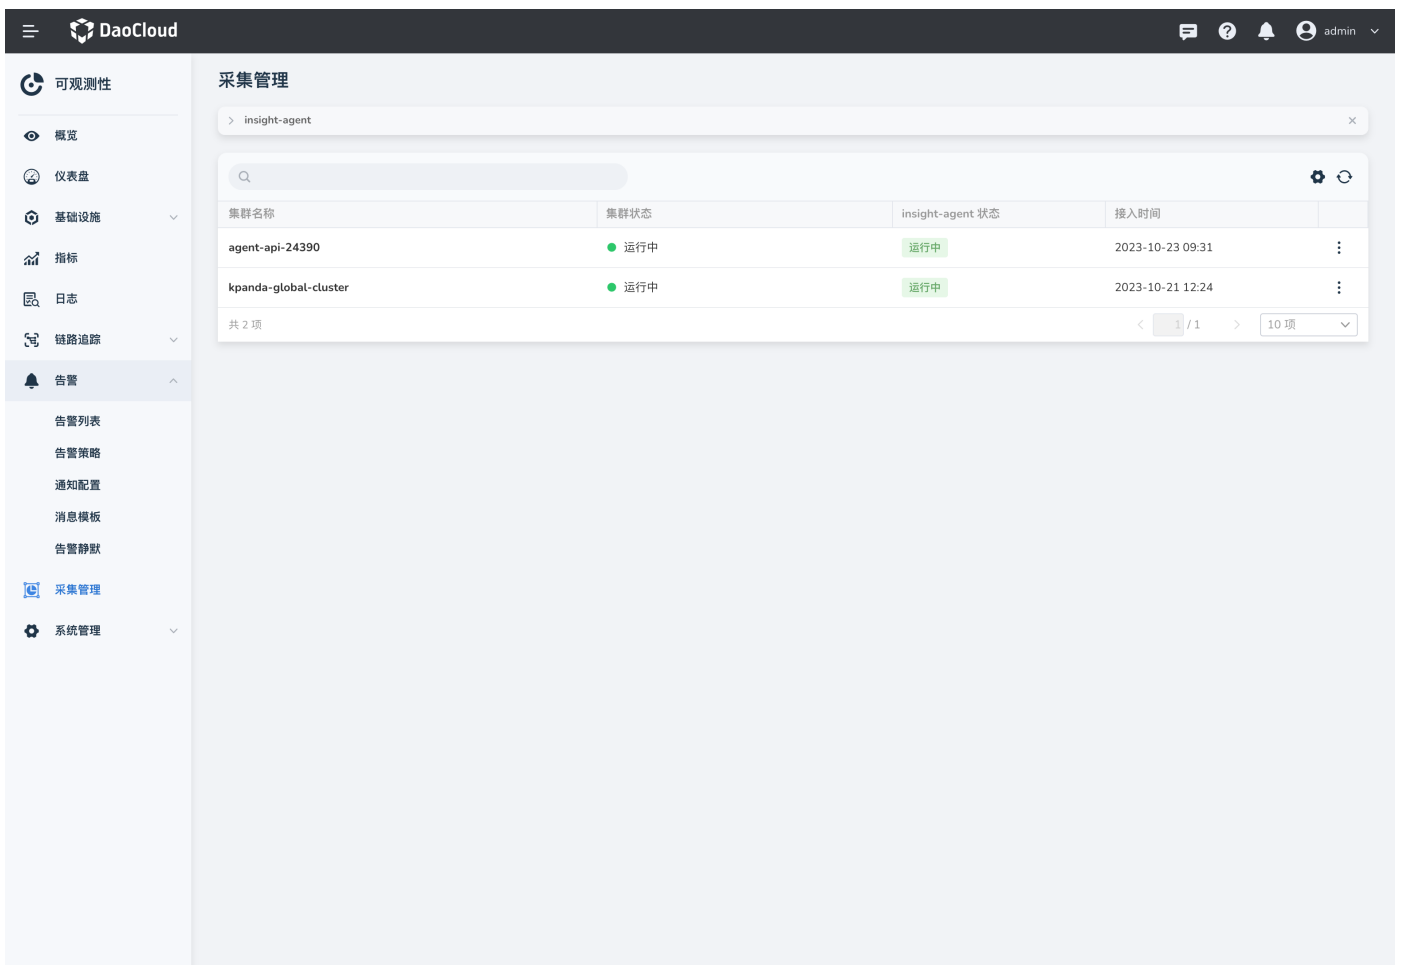 DaoCloud
admin
可观测性
概览
仪表盘
基础设施
指标
日志
链路追踪
告警
告警列表
告警策略
通知配置
消息模板
告警静默
采集管理
系统管理
采集管理
insight-agent
集群名称 集群状态 insight-agent 状态 接入时间
agent-api-24390 运行中 运行中 2023-10-23 09:31
kpanda-global-cluster 运行中 运行中 2023-10-21 12:24
共 2 项 1 / 1 10 项